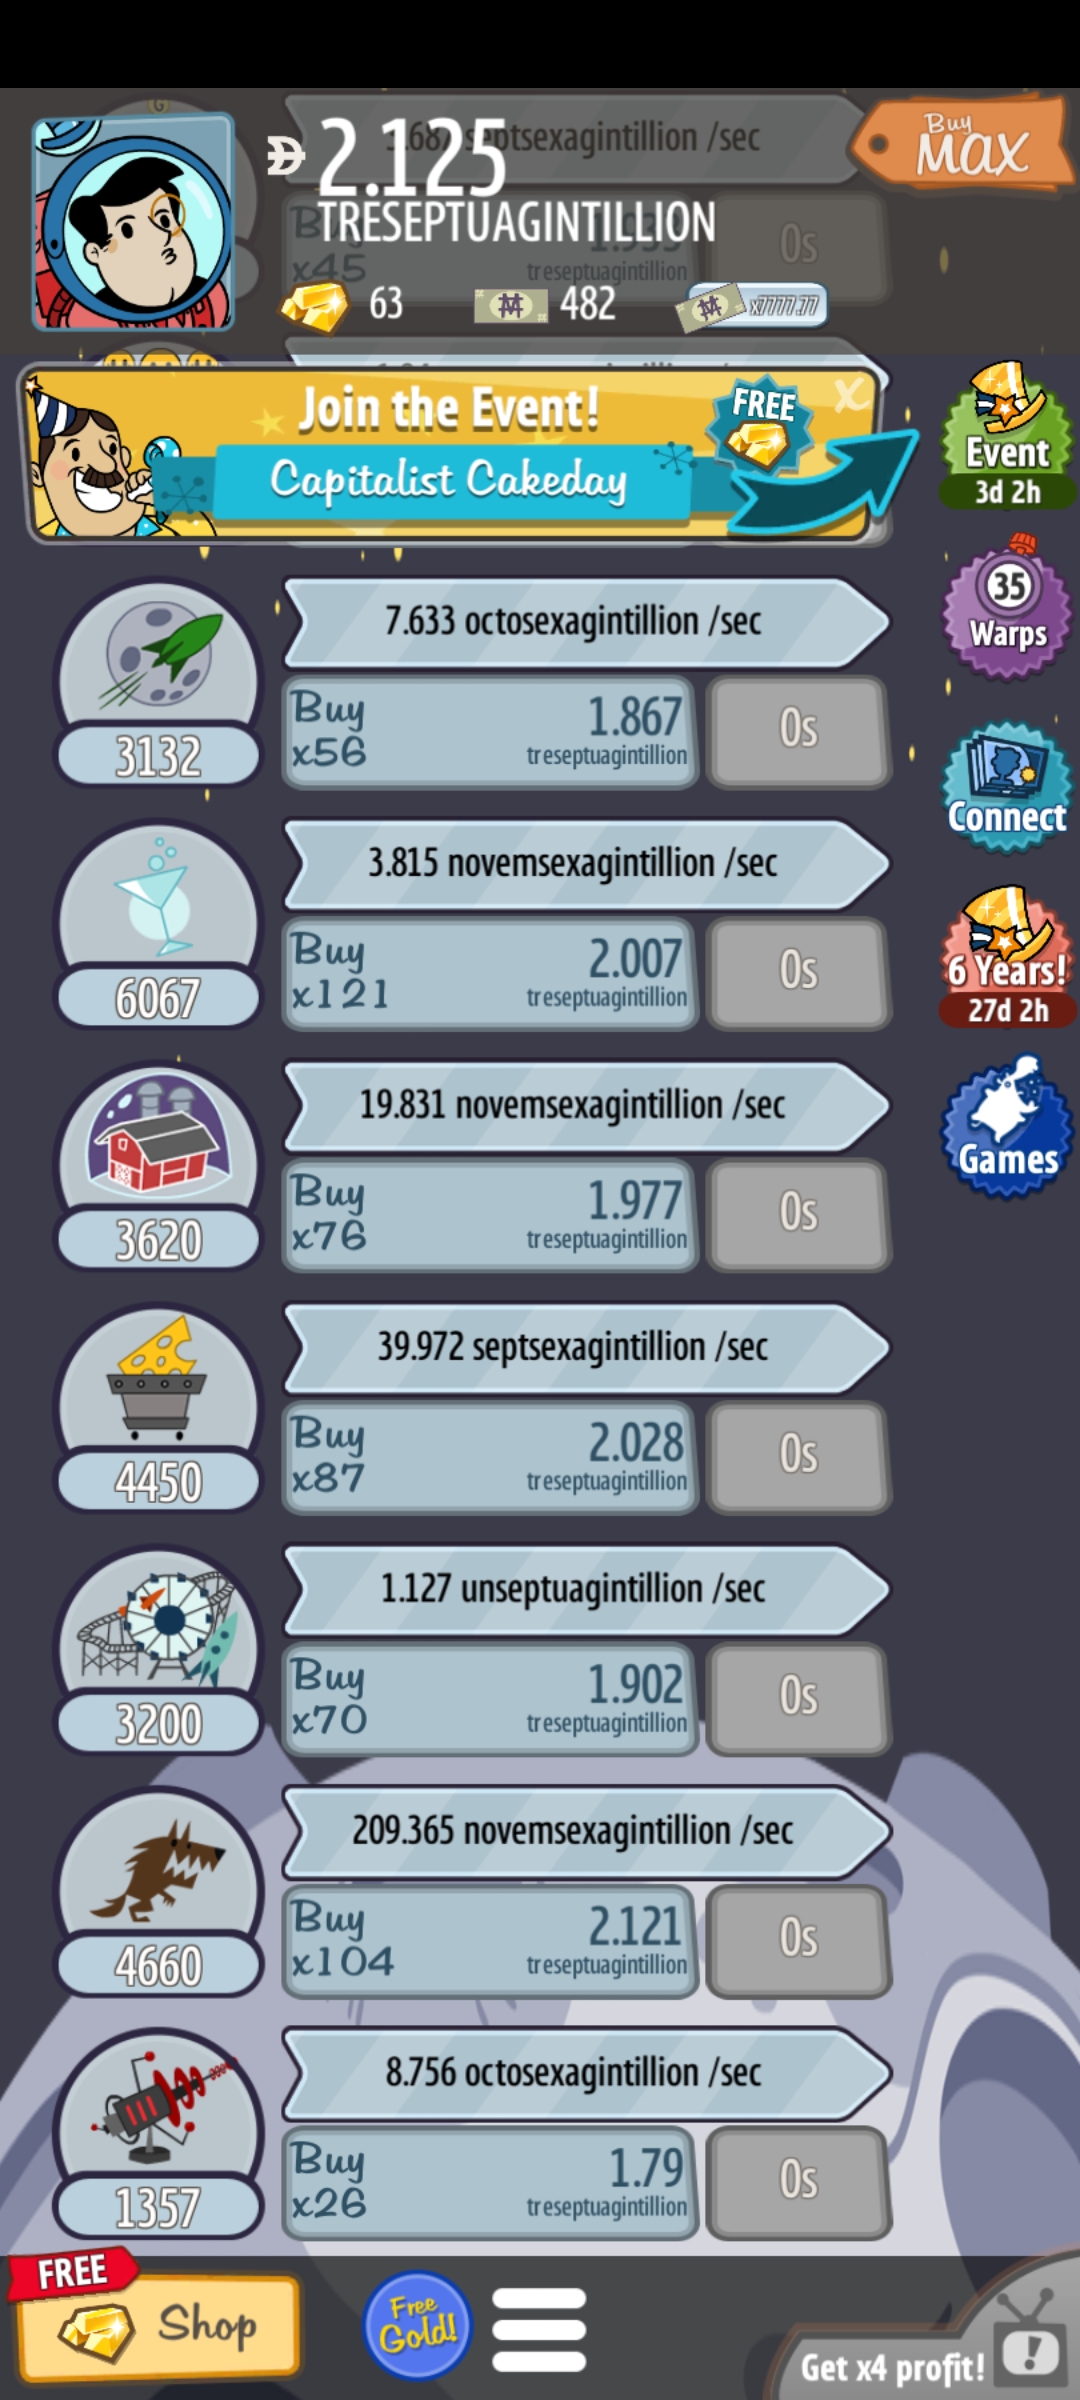 septsexagintillion /sec
2.125
TRESEPTUAGINTILLION
Buy
MAX
x45
treseptuagintillion
0s
63
482
x7777.77
Join the Event!
FREE
Capitalist Cakeday
Event
3d 2h
35
Warps
Connect
6 Years!
27d 2h
Games
7.633 octosexagintillion /sec
Buy
x56
1.867
treseptuagintillion
0s
3132
3.815 novemsexagintillion /sec
Buy
x121
2.007
treseptuagintillion
0s
6067
19.831 novemsexagintillion /sec
Buy
x76
1.977
treseptuagintillion
0s
3620
39.972 septsexagintillion /sec
Buy
x87
2.028
treseptuagintillion
0s
4450
1.127 unseptuagintillion /sec
Buy
x70
1.902
treseptuagintillion
0s
3200
209.365 novemsexagintillion /sec
Buy
x104
2.121
treseptuagintillion
0s
4660
8.756 octosexagintillion /sec
Buy
x26
1.79
treseptuagintillion
0s
1357
FREE
Shop
Free
Gold!
Get x4 profit!